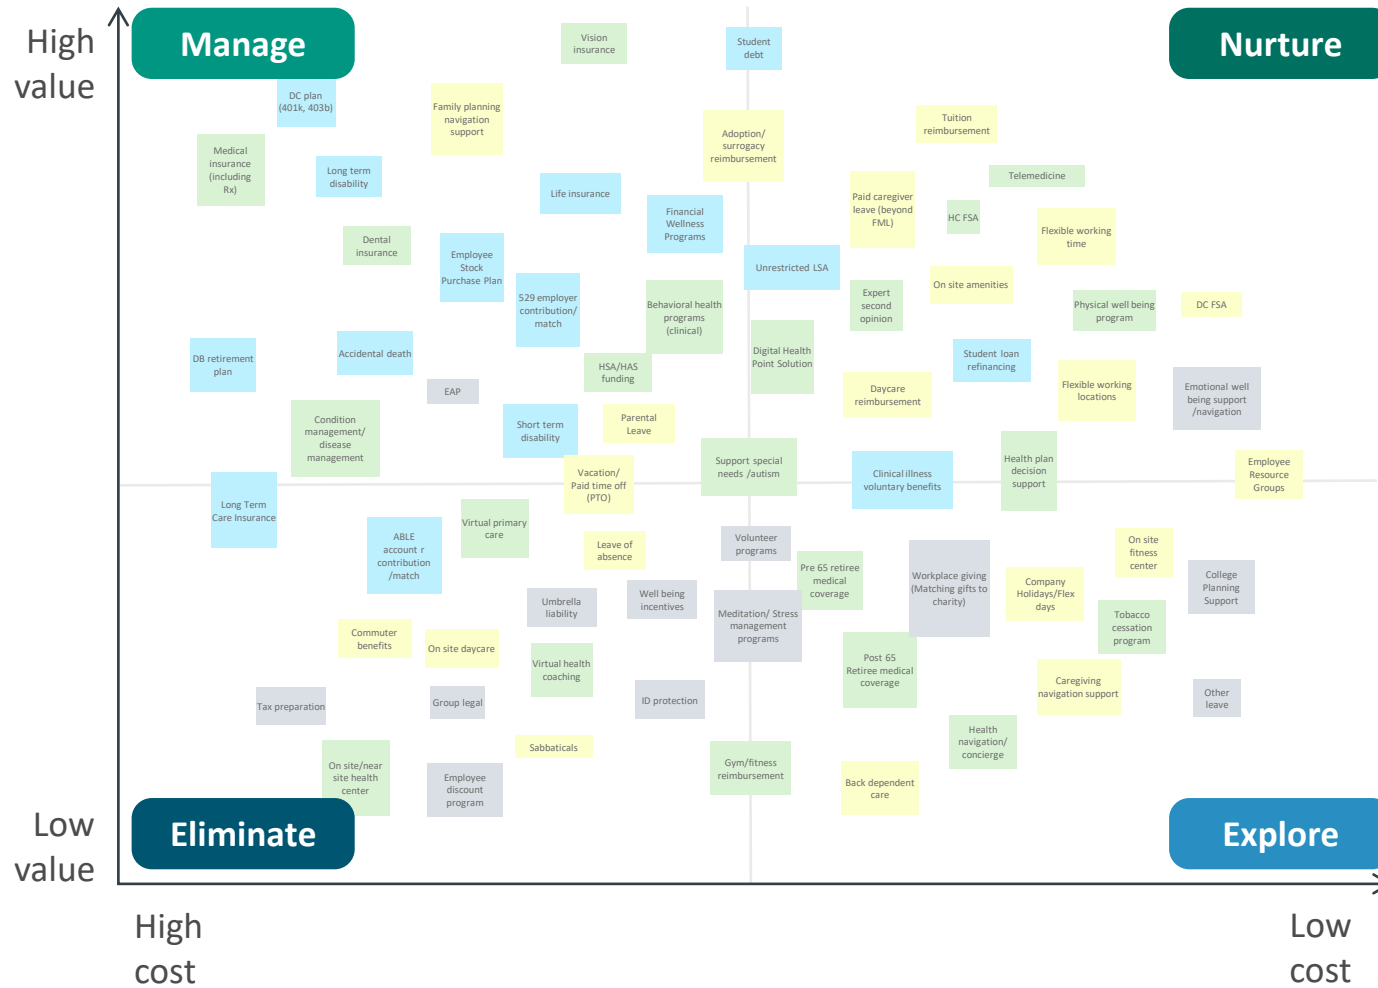 High
value
Manage
Nurture
Vision
insurance
Student
debt
DC plan
(401k, 403b)
Family planning
navigation
support
Adoption/
surrogacy
reimbursement
Tuition
reimbursement
Medical
insurance
(including
Rx)
Long term
disability
Life insurance
Financial
Wellness
Programs
Paid caregiver
leave (beyond
FML)
Telemedicine
HC FSA
Flexible working
time
Dental
insurance
Employee
Stock
Purchase Plan
529 employer
contribution/
match
Behavioral health
programs
(clinical)
Unrestricted LSA
Expert
second
opinion
On site amenities
Physical well being
program
DC FSA
DB retirement
plan
Accidental death
EAP
HSA/HAS
funding
Digital Health
Point Solution
Student loan
refinancing
Daycare
reimbursement
Flexible working
locations
Emotional well
being support
/navigation
Condition
management/
disease
management
Short term
disability
Parental
Leave
Vacation/
Paid time off
(PTO)
Support special
needs /autism
Clinical illness
voluntary benefits
Health plan
decision
support
Employee
Resource
Groups
Long Term
Care Insurance
ABLE
account r
contribution
/match
Virtual primary
care
Leave of
absence
Volunteer
programs
Pre 65 retiree
medical
coverage
Workplace giving
(Matching gifts to
charity)
Company
Holidays/Flex
days
On site
fitness
center
College
Planning
Support
Umbrella
liability
Well being
incentives
Meditation/ Stress
management
programs
Tobacco
cessation
program
Commuter
benefits
On site daycare
Virtual health
coaching
Post 65
Retiree medical
coverage
Caregiving
navigation support
Tax preparation
Group legal
ID protection
Other
leave
Sabbaticals
Health
navigation/
concierge
On site/near
site health
center
Employee
discount
program
Gym/fitness
reimbursement
Back dependent
care
Low
value
Eliminate
Explore
High
cost
Low
cost